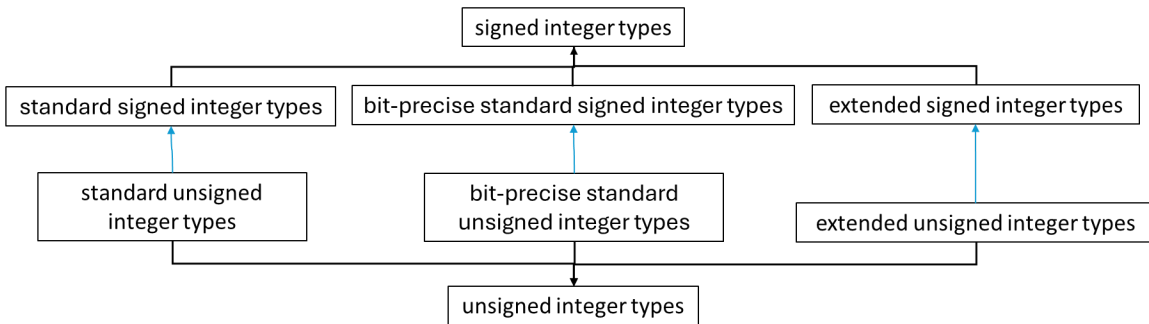 signed integer types
standard signed integer types
bit-precise standard signed integer types
extended signed integer types
standard unsigned
integer types
bit-precise standard
unsigned integer types
extended unsigned integer types
unsigned integer types